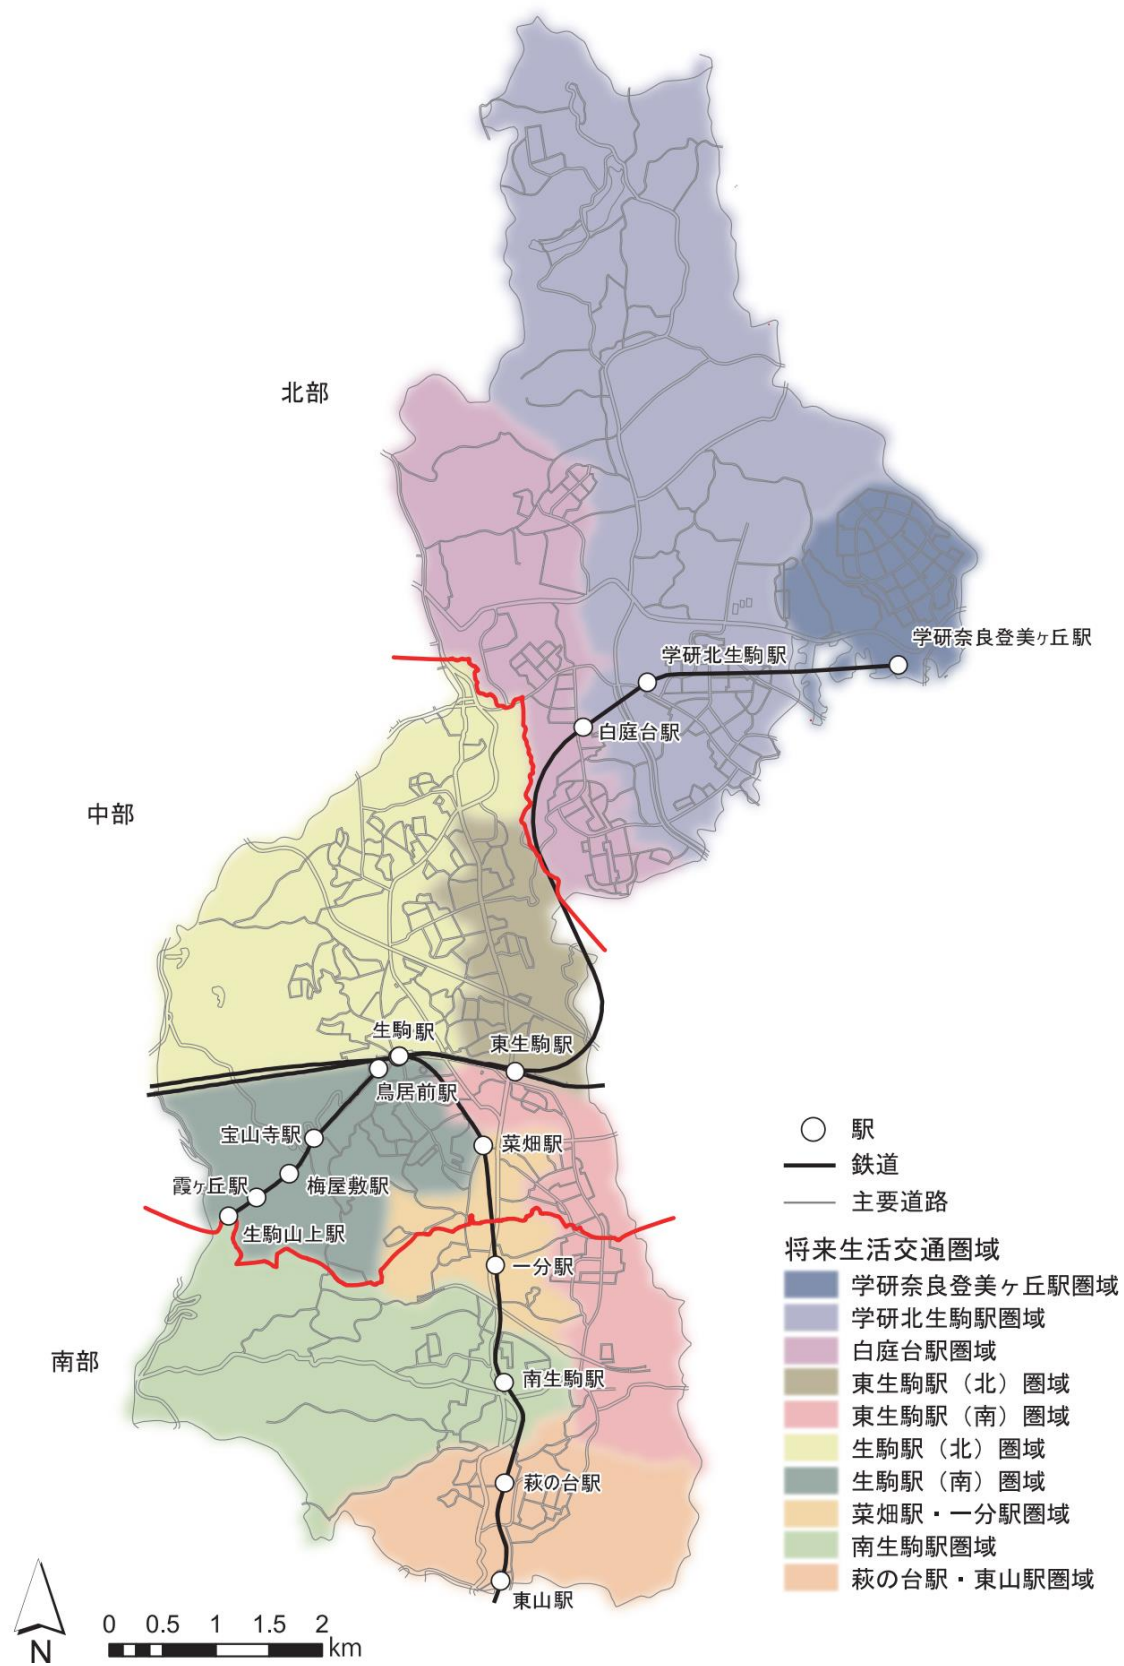 北部
学研奈良登美ヶ丘駅
学研北生駒駅
白庭台駅
中部
生駒駅
東生駒駅
鳥居前駅
宝山寺駅
菜畑駅
霞ヶ丘駅
梅屋敷駅
生駒山上駅
一分駅
南部
南生駒駅
萩の台駅
東山駅
駅
鉄道
主要道路
将来生活交通圏域
学研奈良登美ヶ丘駅圏域
学研北生駒駅圏域
白庭台駅圏域
東生駒駅（北）圏域
東生駒駅（南）圏域
生駒駅（北）圏域
生駒駅（南）圏域
菜畑駅・一分駅圏域
南生駒駅圏域
萩の台駅・東山駅圏域
N
0 0.5 1 1.5 2
km